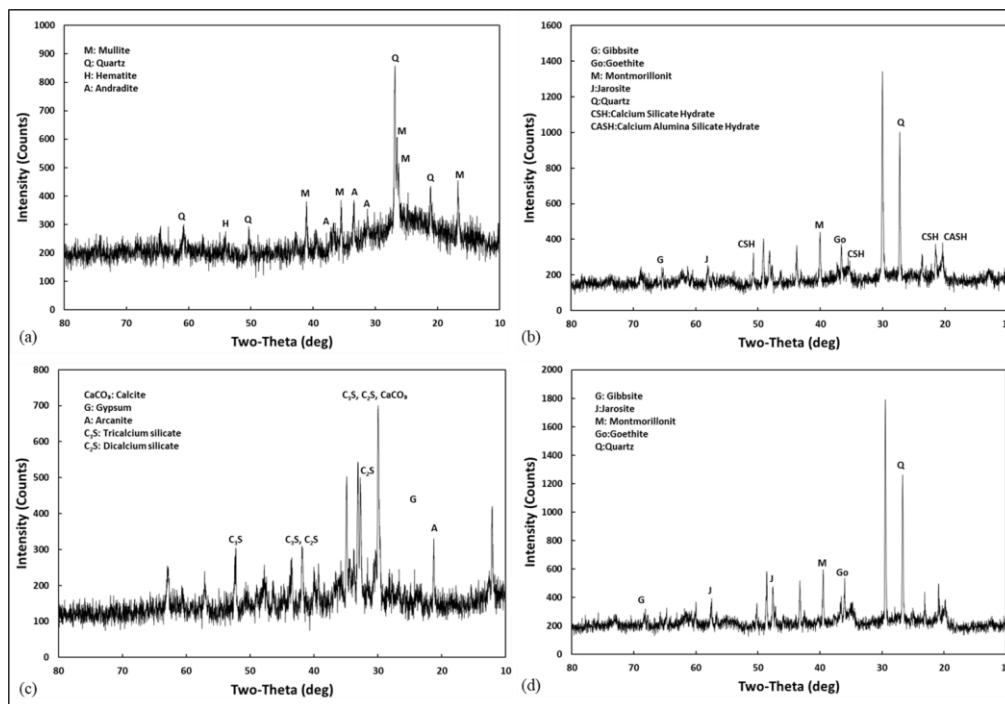 1000
900
800
700
600
500
400
300
200
100
0
Intensity (Counts)
M: Mullite
Q: Quartz
H: Hematite
A: Andradite
Q
M
M
Q
M
M
M
A
A
A
Q
H
Q
80 70 60 50 40 30 20 10
Two-Theta (deg)
(a)
1600
1400
1200
1000
800
600
400
200
0
Intensity (Counts)
G: Gibbsite
Go:Goethite
M: Montmorillonit
J:Jarosite
Q:Quartz
CSH:Calcium Silicate Hydrate
CASH:Calcium Alumina Silicate Hydrate
Q
M
Go
CSH
CSH
CASH
CSH
J
G
80 70 60 50 40 30 20 10
Two-Theta (deg)
(b)
800
700
600
500
400
300
200
100
0
Intensity (Counts)
CaCO₃: Calcite
G: Gypsum
A: Arcanite
C₃S: Tricalcium silicate
C₂S: Dicalcium silicate
C₃S, C₂S, CaCO₃
C₂S
G
A
C₃S
C₃S, C₂S
80 70 60 50 40 30 20 10
Two-Theta (deg)
(c)
2000
1800
1600
1400
1200
1000
800
600
400
200
0
Intensity (Counts)
G: Gibbsite
J:Jarosite
M: Montmorillonit
Go:Goethite
Q:Quartz
Q
M
Go
J
J
G
80 70 60 50 40 30 20 10
Two-Theta (deg)
(d)